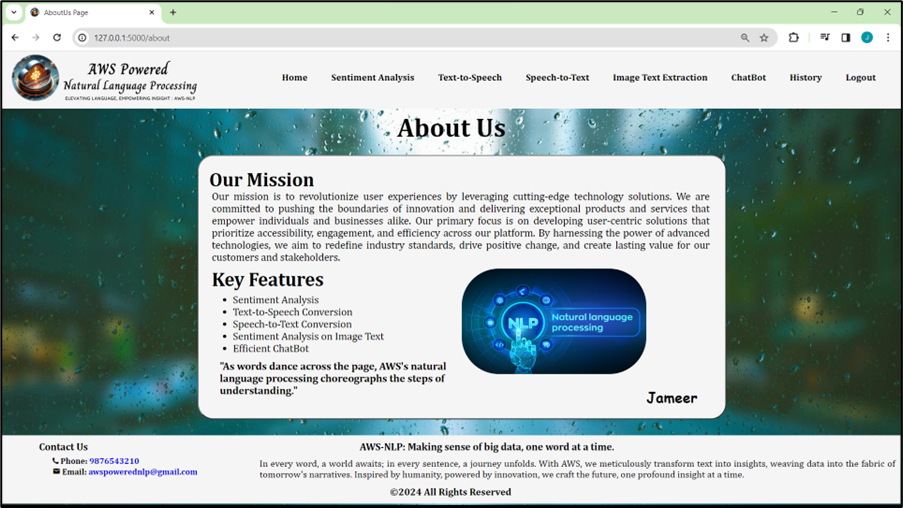 AboutUs Page
127.0.0.1:5000/about
J
AWS Powered
Natural Language Processing
ELEVATING LANGUAGE, EMPOWERING INSIGHT : AWS-NLP
Home Sentiment Analysis Text-to-Speech Speech-to-Text Image Text Extraction ChatBot History Logout
About Us
Our Mission
Our mission is to revolutionize user experiences by leveraging cutting-edge technology solutions. We are
committed to pushing the boundaries of innovation and delivering exceptional products and services that
empower individuals and businesses alike. Our primary focus is on developing user-centric solutions that
prioritize accessibility, engagement, and efficiency across our platform. By harnessing the power of advanced
technologies, we aim to redefine industry standards, drive positive change, and create lasting value for our
customers and stakeholders.
Key Features
• Sentiment Analysis
• Text-to-Speech Conversion
• Speech-to-Text Conversion
• Sentiment Analysis on Image Text
• Efficient ChatBot
"As words dance across the page, AWS's natural
language processing choreographs the steps of
understanding."
NLP
Natural language
processing
Jameer
Contact Us
Phone: 9876543210
Email: awspowerednlp@gmail.com
AWS-NLP: Making sense of big data, one word at a time.
In every word, a world awaits; in every sentence, a journey unfolds. With AWS, we meticulously transform text into insights, weaving data into the fabric of
tomorrow's narratives. Inspired by humanity, powered by innovation, we craft the future, one profound insight at a time.
©2024 All Rights Reserved